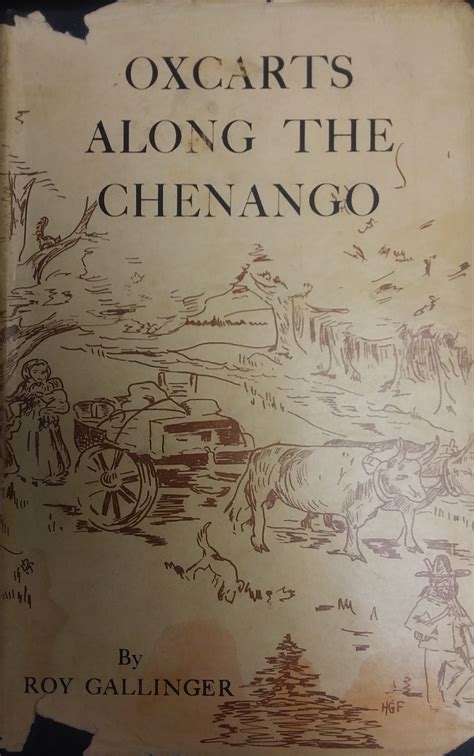 OXCARTS
ALONG THE
CHENANGO
By
ROY GALLINGER
HGF